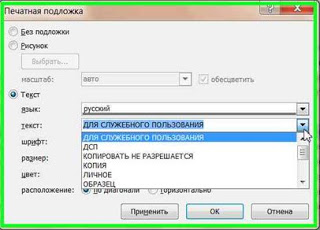 Печатная подложка
Без подложки
Рисунок
Выбрать...
масштаб: авто обесцветить
Текст
язык: русский
текст: ДЛЯ СЛУЖЕБНОГО ПОЛЬЗОВАНИЯ
шрифт: ДЛЯ СЛУЖЕБНОГО ПОЛЬЗОВАНИЯ
ДСП
размер: КОПИРОВАТЬ НЕ РАЗРЕШАЕТСЯ
КОПИЯ
цвет: ЛИЧНОЕ
ОБРАЗЕЦ
расположение: По диагонали Горизонтально
Применить ОК Отмена